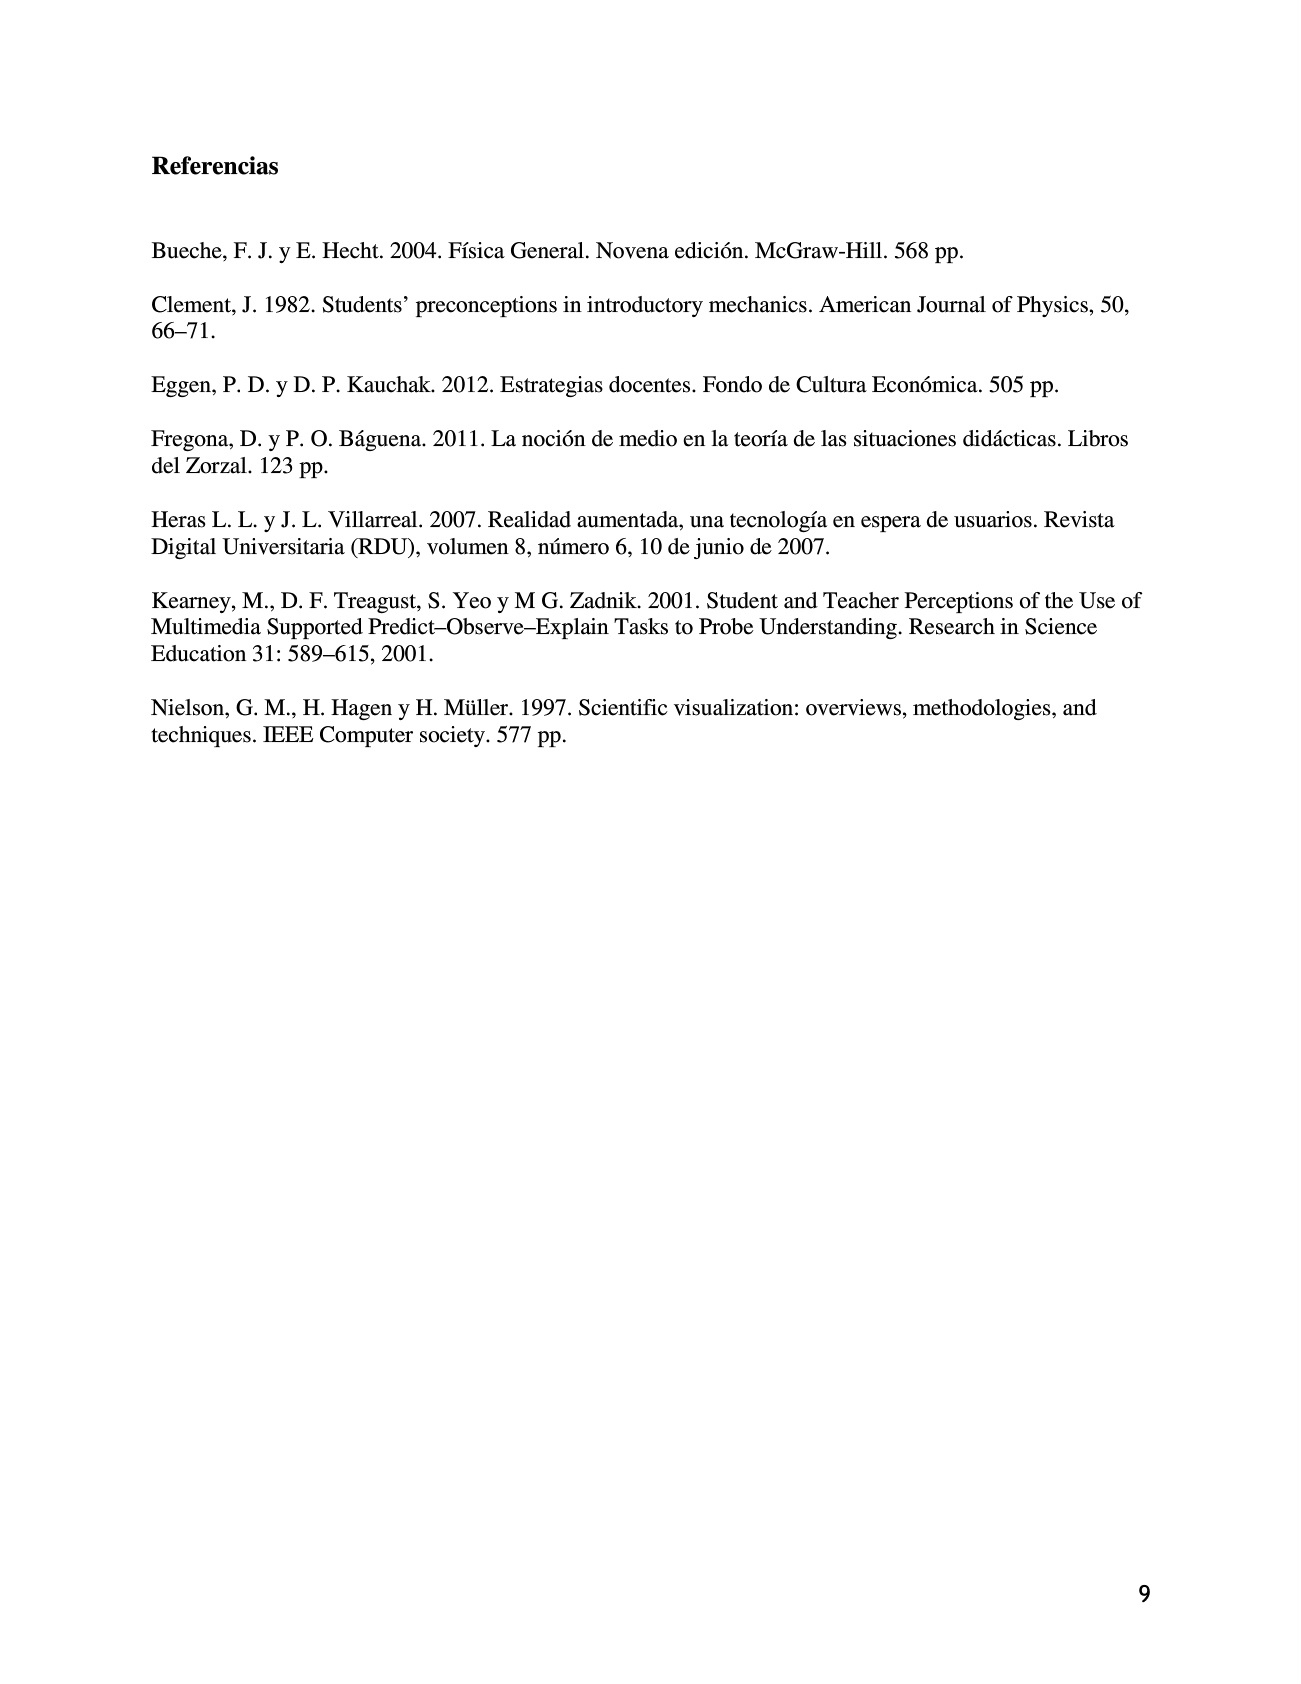 Referencias
Bueche, F. J. y E. Hecht. 2004. Física General. Novena edición. McGraw-Hill. 568 pp.
Clement, J. 1982. Students’ preconceptions in introductory mechanics. American Journal of Physics, 50,
66–71.
Eggen, P. D. y D. P. Kauchak. 2012. Estrategias docentes. Fondo de Cultura Económica. 505 pp.
Fregona, D. y P. O. Báguena. 2011. La noción de medio en la teoría de las situaciones didácticas. Libros
del Zorzal. 123 pp.
Heras L. L. y J. L. Villarreal. 2007. Realidad aumentada, una tecnología en espera de usuarios. Revista
Digital Universitaria (RDU), volumen 8, número 6, 10 de junio de 2007.
Kearney, M., D. F. Treagust, S. Yeo y M G. Zadnik. 2001. Student and Teacher Perceptions of the Use of
Multimedia Supported Predict–Observe–Explain Tasks to Probe Understanding. Research in Science
Education 31: 589–615, 2001.
Nielson, G. M., H. Hagen y H. Müller. 1997. Scientific visualization: overviews, methodologies, and
techniques. IEEE Computer society. 577 pp.
9